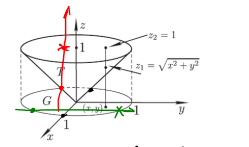 z
z₂ = 1
1
z₁ = √x² + y²
T
G
(x, y)
1
y
1
x